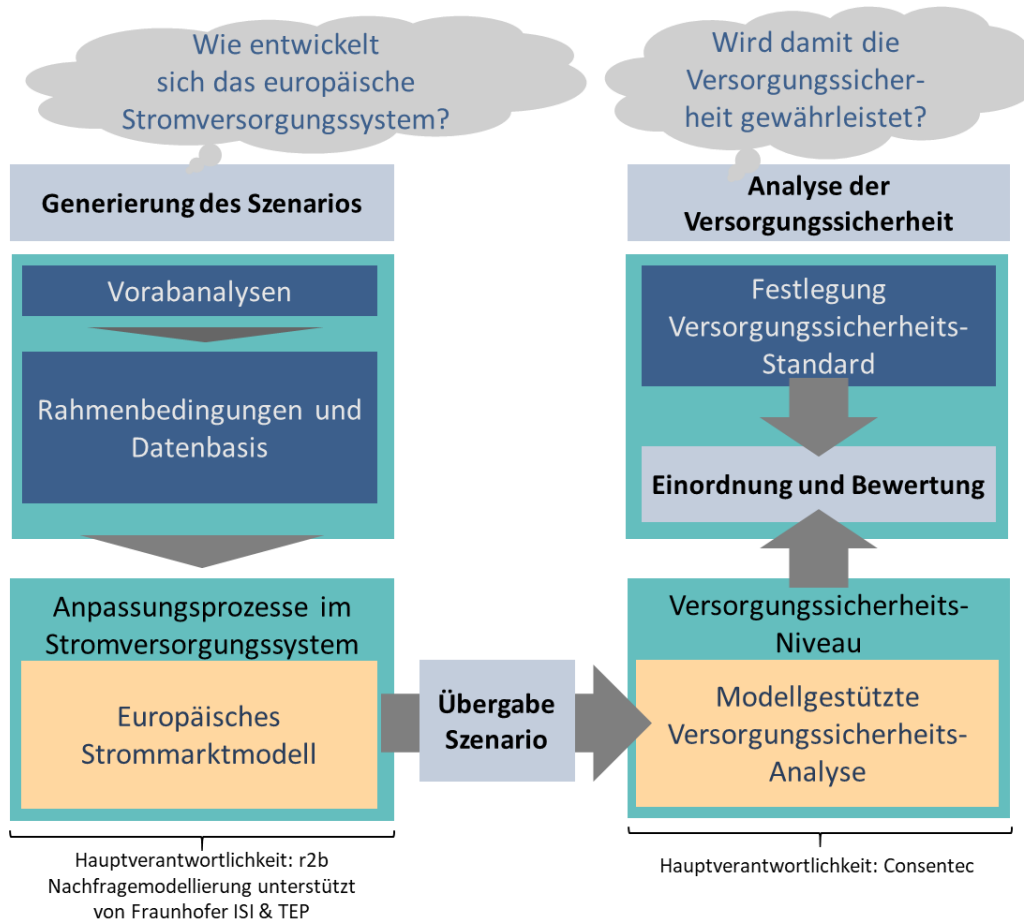 Wie entwickelt
sich das europäische
Stromversorgungssystem?
Generierung des Szenarios
Vorabanalysen
Rahmenbedingungen und
Datenbasis
Anpassungsprozesse im
Stromversorgungssystem
Europäisches
Strommarktmodell
Hauptverantwortlichkeit: r2b
Nachfragemodellierung unterstützt
von Fraunhofer ISI & TEP
Übergabe
Szenario
Wird damit die
Versorgungssicher-
heit gewährleistet?
Analyse der
Versorgungssicherheit
Festlegung
Versorgungssicherheits-
Standard
Einordnung und Bewertung
Versorgungssicherheits-
Niveau
Modellgestützte
Versorgungssicherheits-
Analyse
Hauptverantwortlichkeit: Consentec